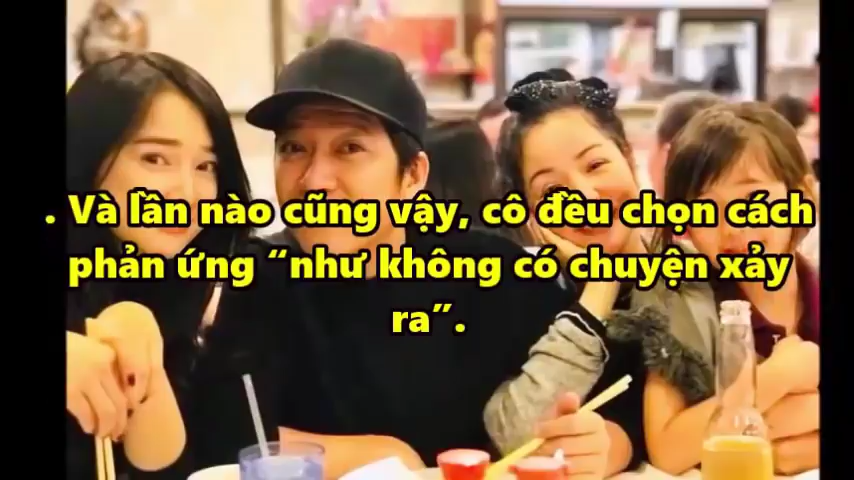 . Và lần nào cũng vậy, cô đều chọn cách
phản ứng “như không có chuyện xảy
ra”.